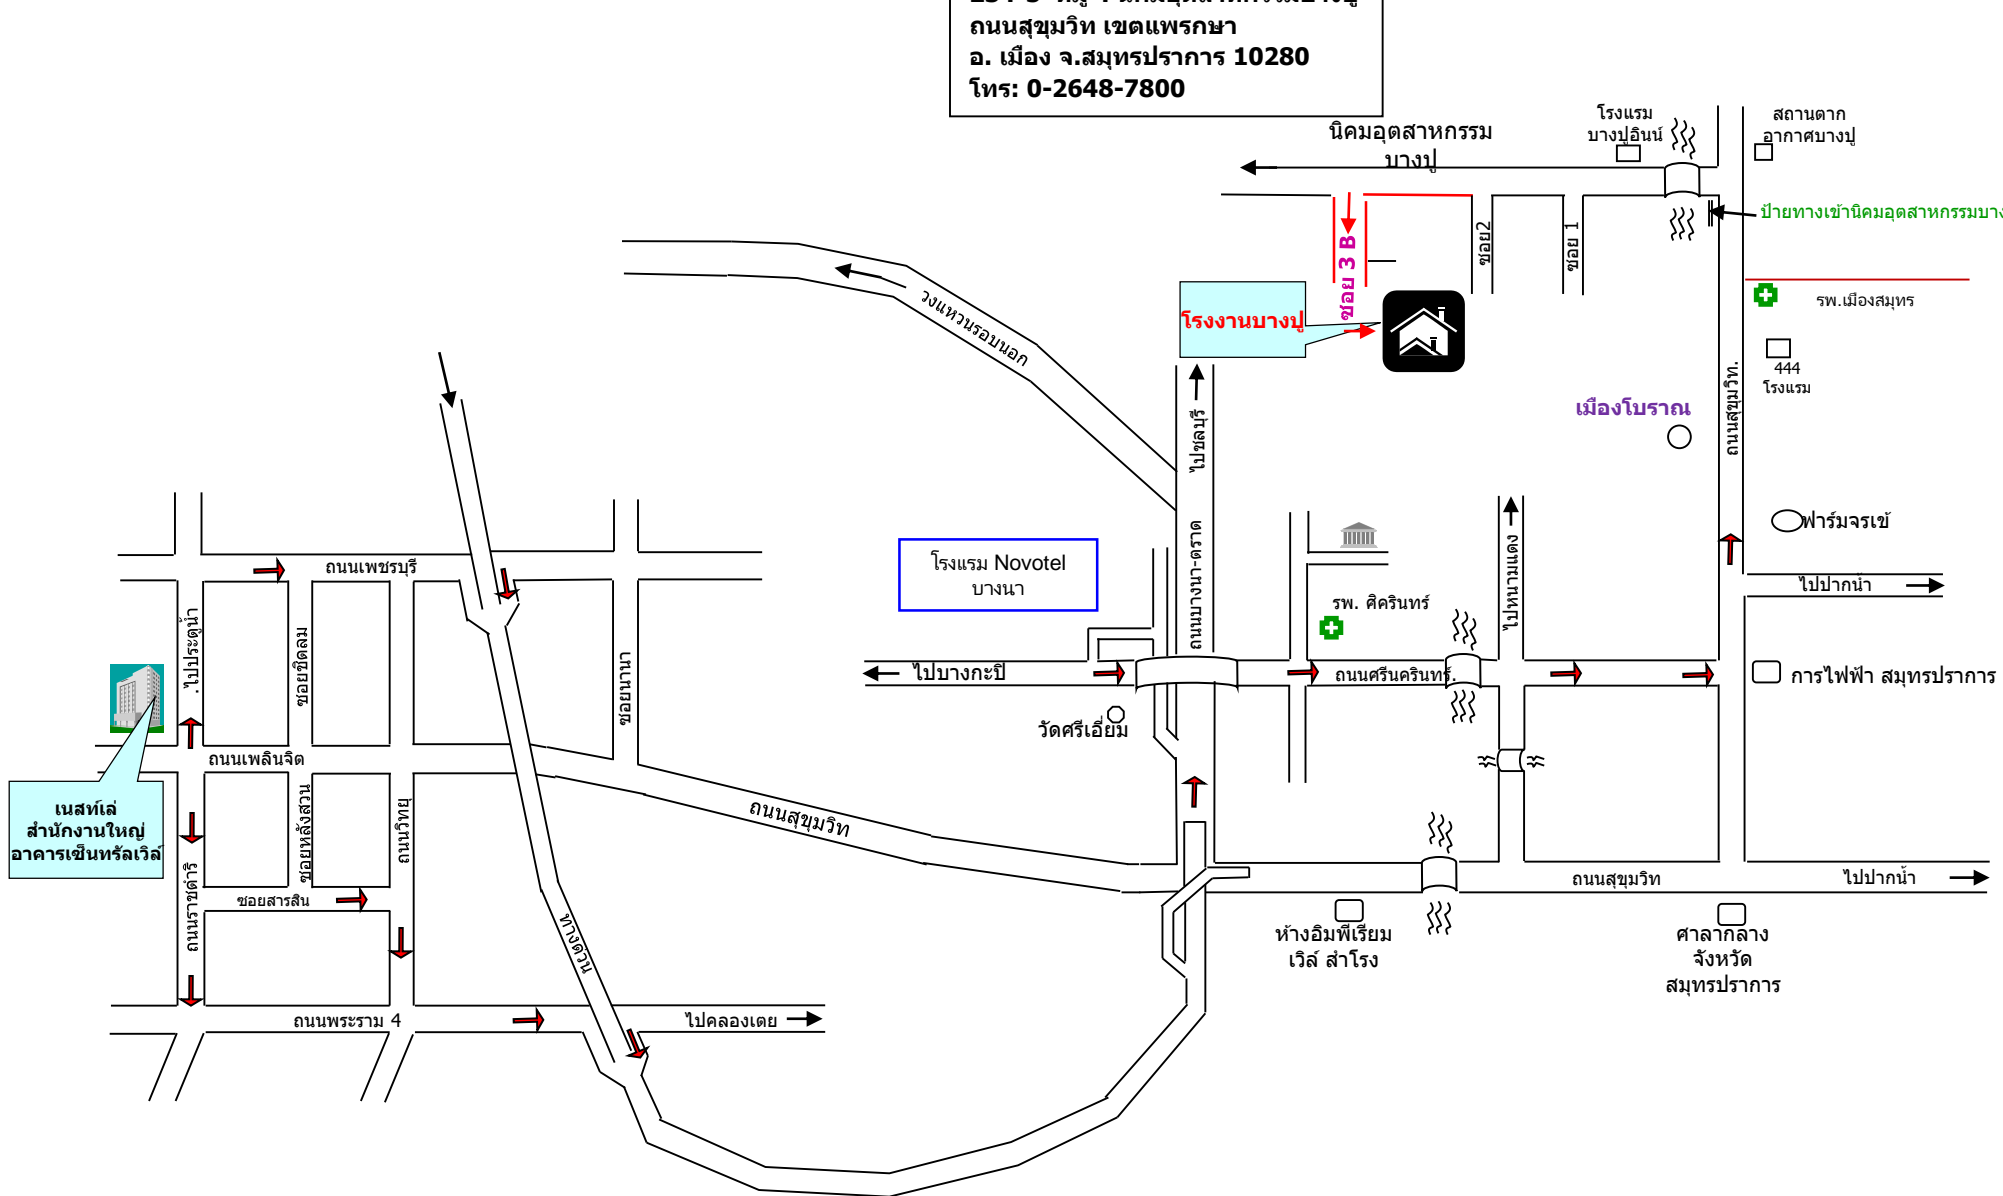 ถนนสุขุมวิท เขตแพรกษา
อ. เมือง จ.สมุทรปราการ 10280
โทร: 0-2648-7800
นิคมอุตสาหกรรม
บางปู
โรงแรม
บางปูอินน์
สถานตาก
อากาศบางปู
ป้ายทางเข้านิคมอุตสาหกรรมบาง
ซอย 3 B
ซอย2
ซอย 1
รพ.เมืองสมุทร
โรงงานบางปู
444
โรงแรม
ถนนสุขุมวิท.
เมืองโบราณ
ฟาร์มจรเข้
วงแหวนรอบนอก
ไปชลบุรี
ถนนบางนา-ตราด
โรงแรม Novotel
บางนา
รพ. ศิครินทร์
ไปหนามแดง
ไปปากน้ำ
ถนนเพชรบุรี
.ไปประตูน้ำ
ซอยชิดลม
ซอยนานา
ไปบางกะปิ
ถนนศรีนครินทร์.
การไฟฟ้า สมุทรปราการ
วัดศรีเอี่ยม
ถนนเพลินจิต
เนสท์เล่
สำนักงานใหญ่
อาคารเซ็นทรัลเวิล์
ซอยหลังสวน
ถนนวิทยุ
ถนนสุขุมวิท
ถนนราชดำริ
ซอยสารสิน
ทางด่วน
ถนนสุขุมวิท
ไปปากน้ำ
ห้างอิมพีเรียม
เวิล์ สำโรง
ศาลากลาง
จังหวัด
สมุทรปราการ
ถนนพระราม 4
ไปคลองเตย